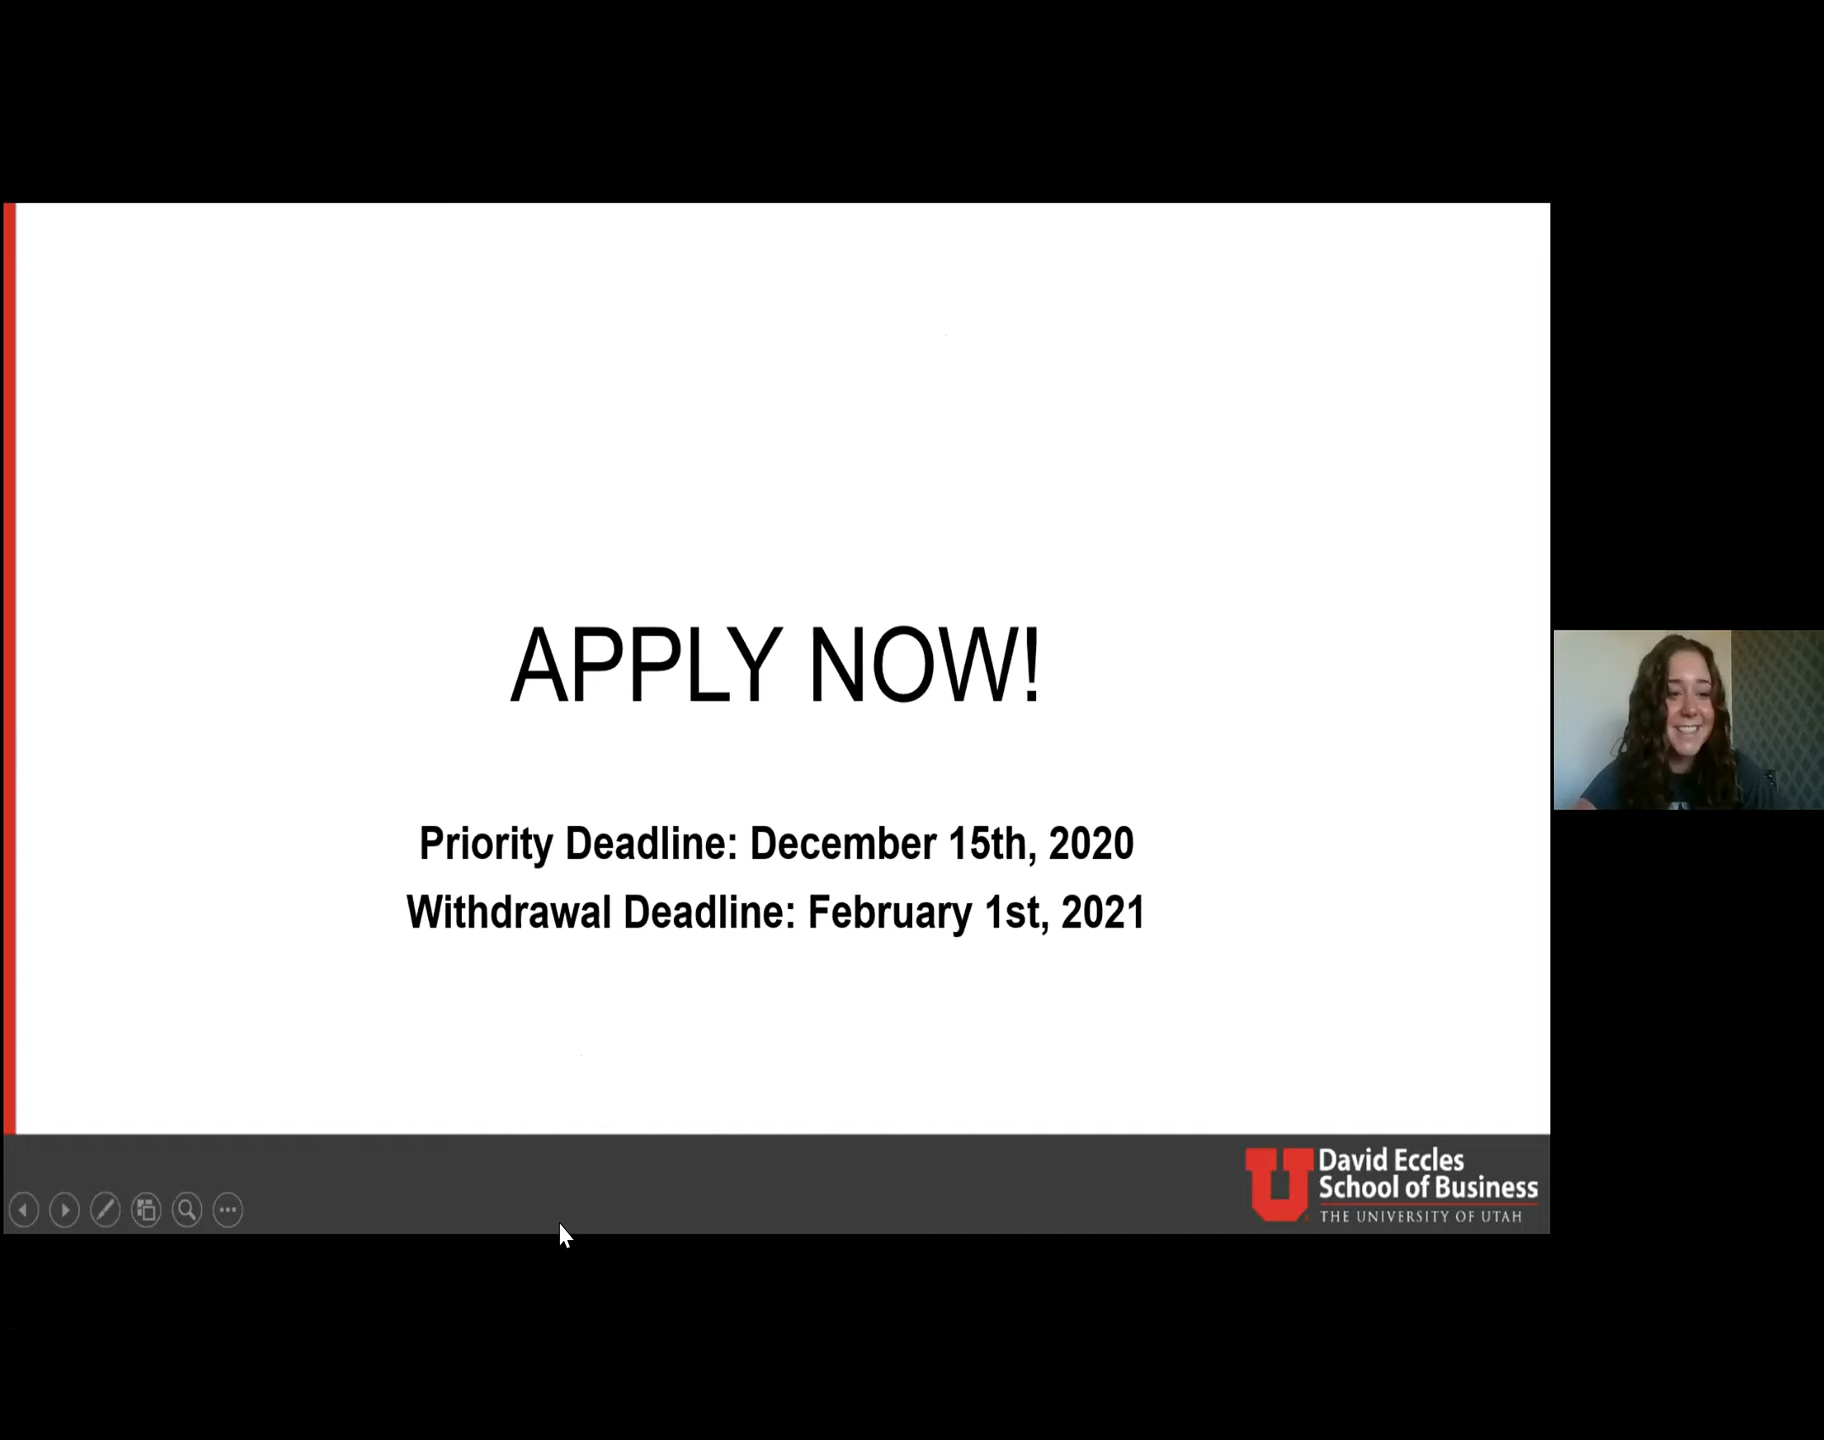 APPLY NOW!
Priority Deadline: December 15th, 2020
Withdrawal Deadline: February 1st, 2021
U
David Eccles
School of Business
THE UNIVERSITY OF UTAH